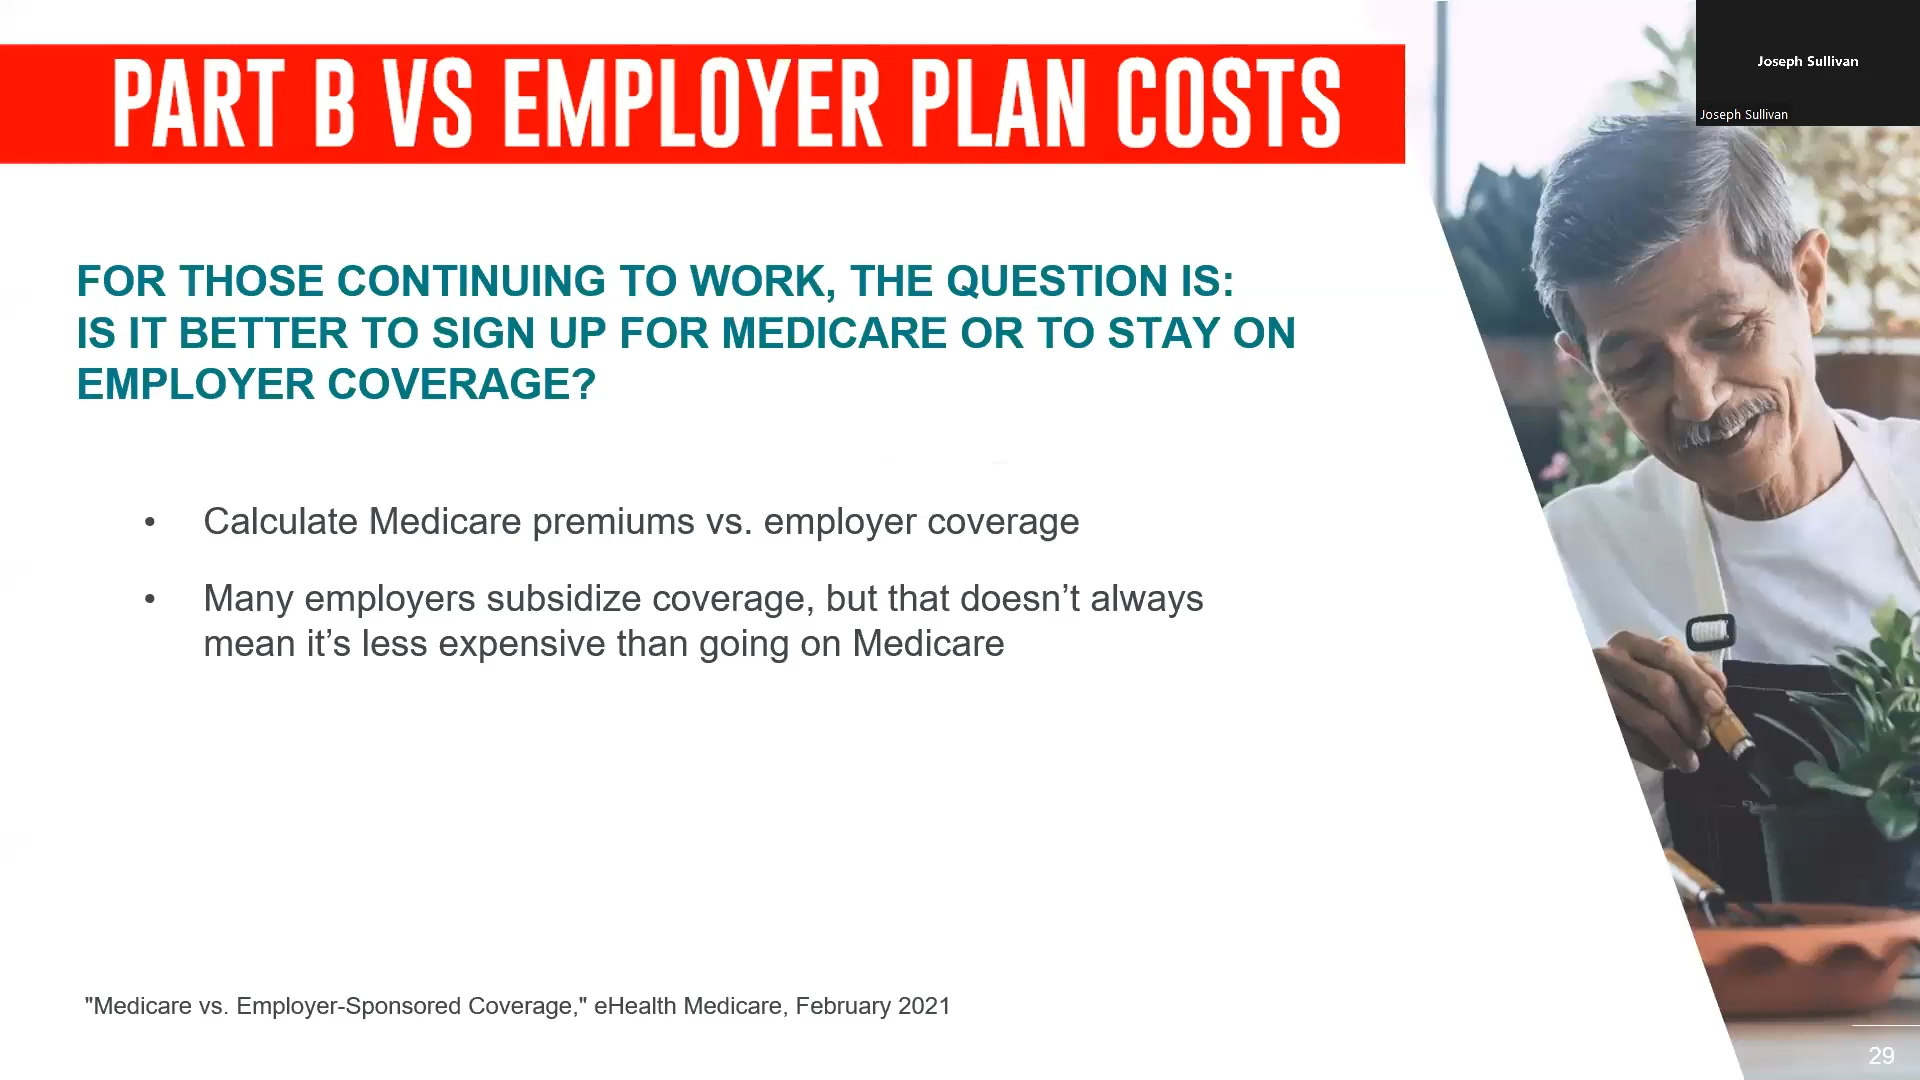 Joseph Sullivan
Joseph Sullivan
PART B VS EMPLOYER PLAN COSTS
FOR THOSE CONTINUING TO WORK, THE QUESTION IS:
IS IT BETTER TO SIGN UP FOR MEDICARE OR TO STAY ON
EMPLOYER COVERAGE?
• Calculate Medicare premiums vs. employer coverage
• Many employers subsidize coverage, but that doesn’t always
mean it’s less expensive than going on Medicare
"Medicare vs. Employer-Sponsored Coverage," eHealth Medicare, February 2021
29